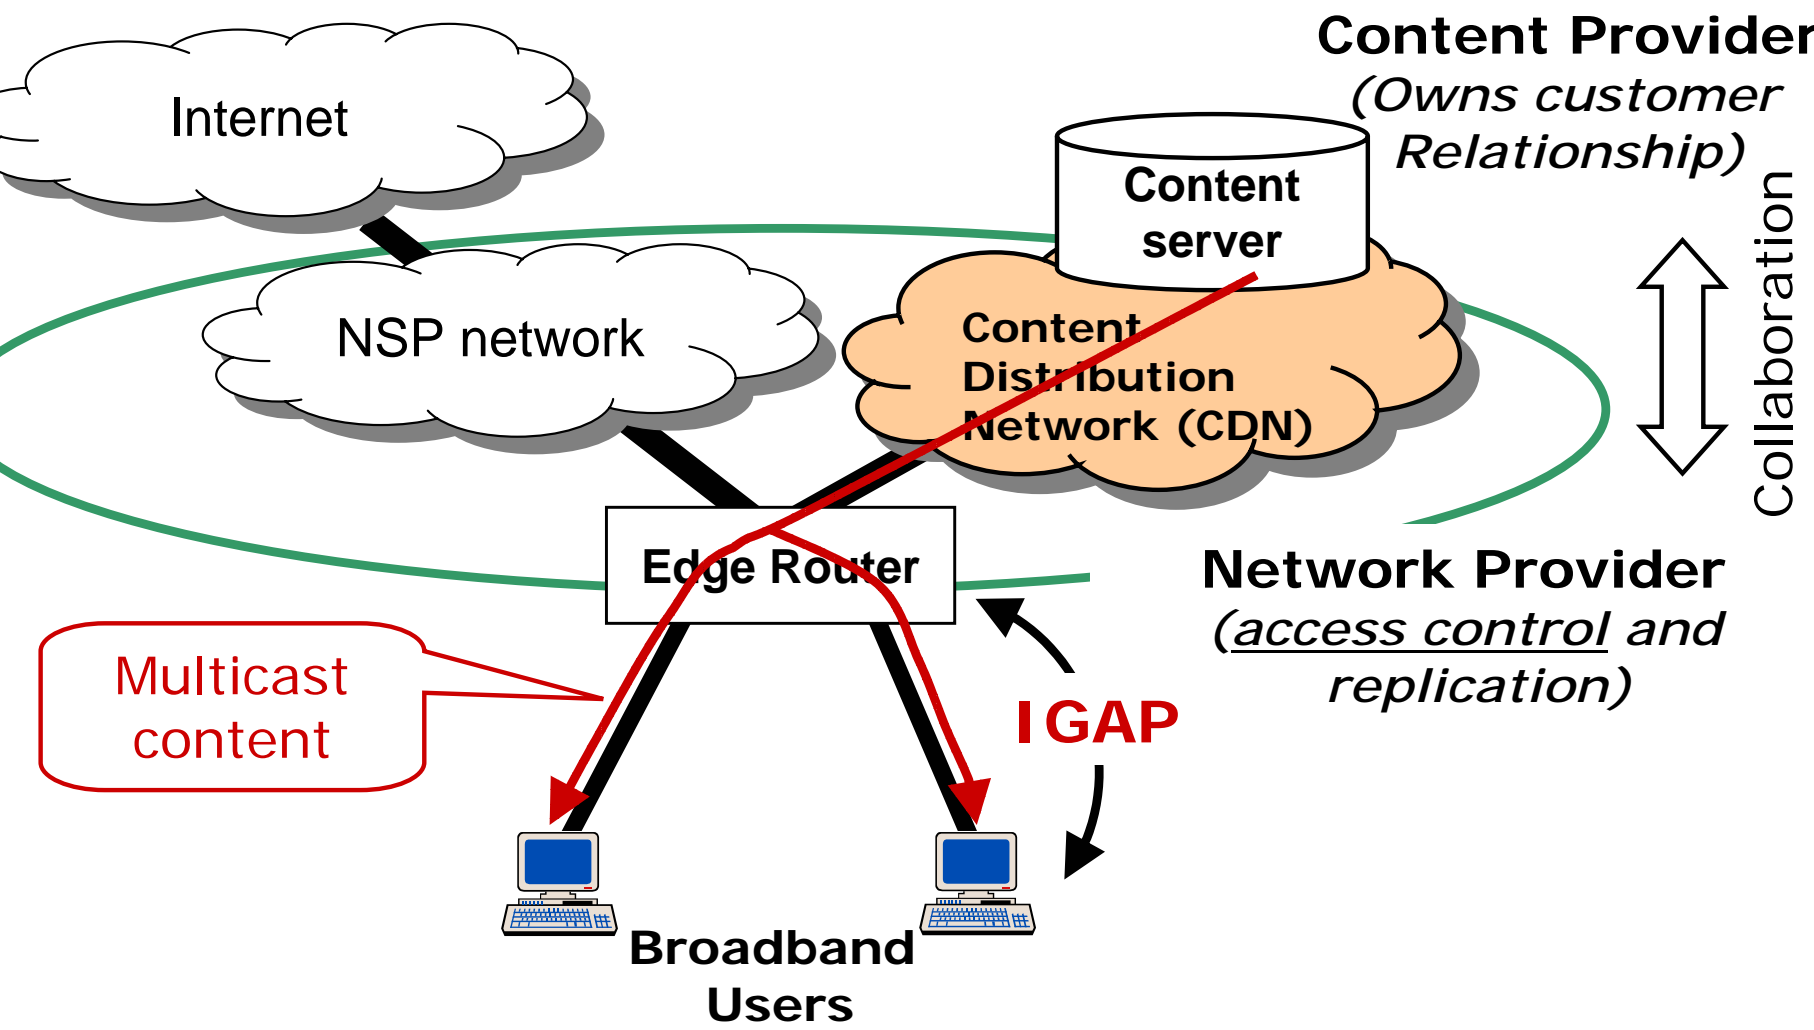 Content Provider
(Owns customer
Relationship)
Internet
Content
server
Collaboration
NSP network
Content
Distribution
Network (CDN)
Edge Router
Network Provider
(access control and
replication)
Multicast
content
IGAP
Broadband
Users